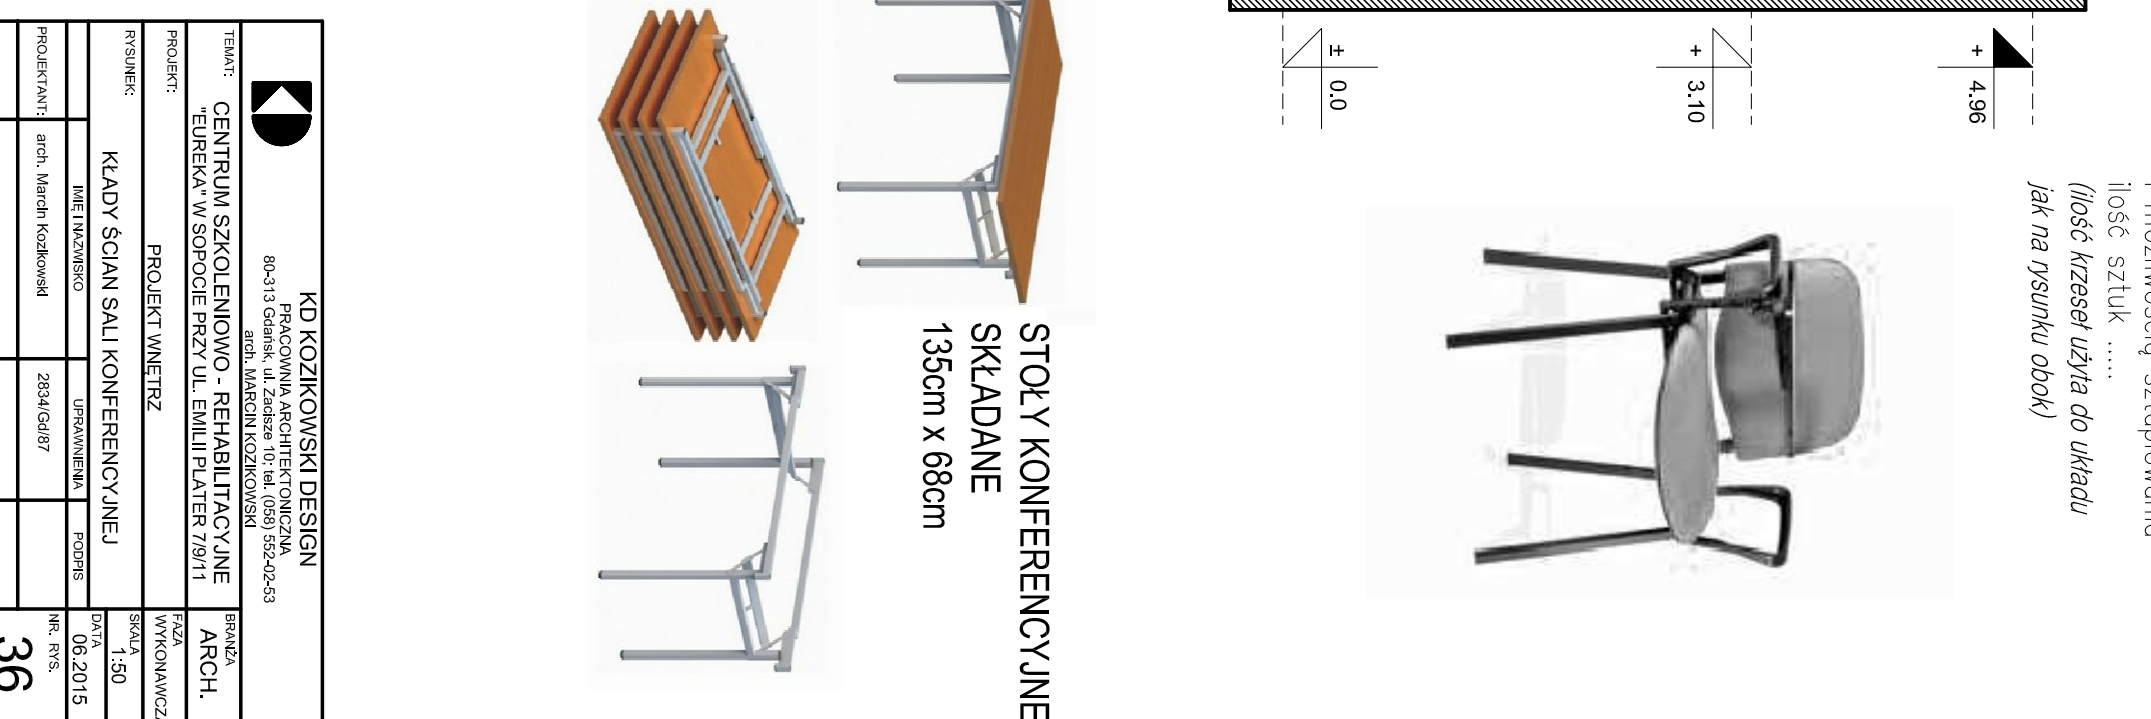 ilość sztuk .....
(ilość krzeseł użyta do układu
jak na rysunku obok)
+ 4.96
+ 3.10
± 0.0
STOŁY KONFERENCYJNE
SKŁADANE
135cm x 68cm
KD KOZIKOWSKI DESIGN
PRACOWNIA ARCHITEKTONICZNA
80-313 Gdańsk, ul. Zacisze 10; tel. (058) 552-02-53
arch. MARCIN KOZIKOWSKI
TEMAT: CENTRUM SZKOLENIOWO - REHABILITACYJNE
"EUREKA" W SOPOCIE PRZY UL. EMILII PLATER 7/9/11
BRANŻA
ARCH.
PROJEKT: PROJEKT WNĘTRZ
FAZA
RYSUNEK: KŁADY ŚCIAN SALI KONFERENCYJNEJ
SKALA
1:50
IMIĘ I NAZWISKO UPRAWNIENIA PODPIS
DATA
06.2015
PROJEKTANT: arch. Marcin Kozikowski 2834/Gd/87
NR. RYS.
36